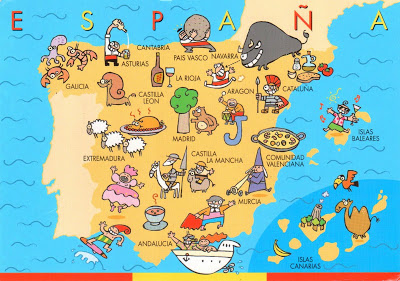 E S P A Ñ A
CANTABRIA
ASTURIAS
PAIS VASCO
NAVARRA
GALICIA
LA RIOJA
CASTILLA
LEON
ARAGON
CATALUÑA
MADRID
ISLAS
BALEARES
EXTREMADURA
CASTILLA
LA MANCHA
COMUNIDAD
VALENCIANA
MURCIA
ANDALUCIA
ISLAS
CANARIAS